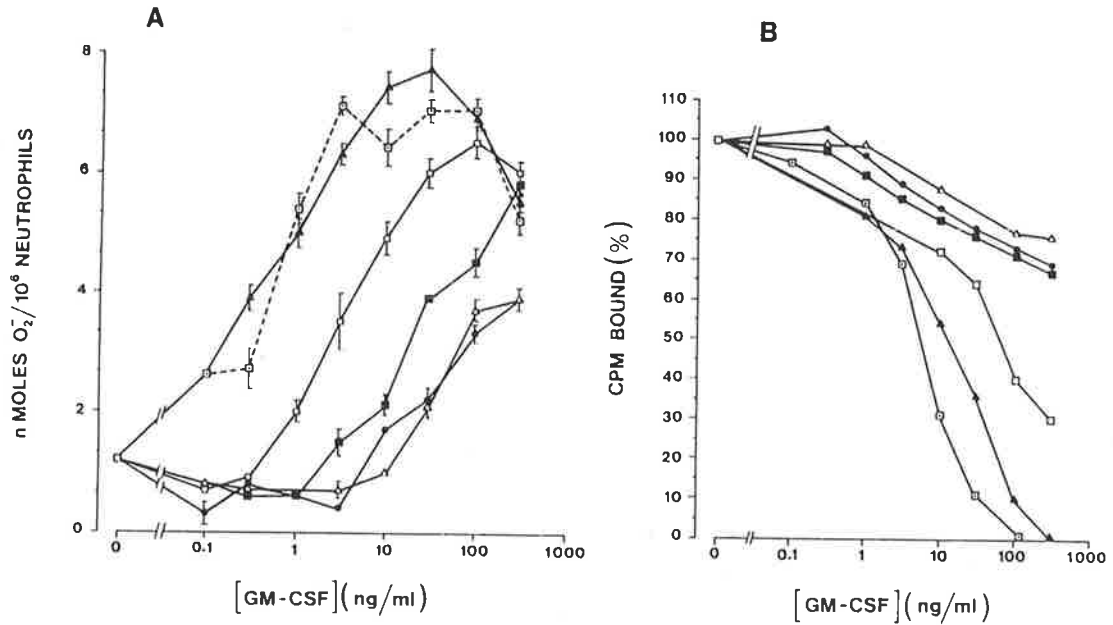 A
8
6
4
2
0
n MOLES O₂⁻/10⁶ NEUTROPHILS
0 0.1 1 10 100 1000
[GM-CSF] (ng/ml)
B
110
100
90
80
70
60
50
40
30
20
10
0
CPM BOUND (%)
0 0.1 1 10 100 1000
[GM-CSF] (ng/ml)